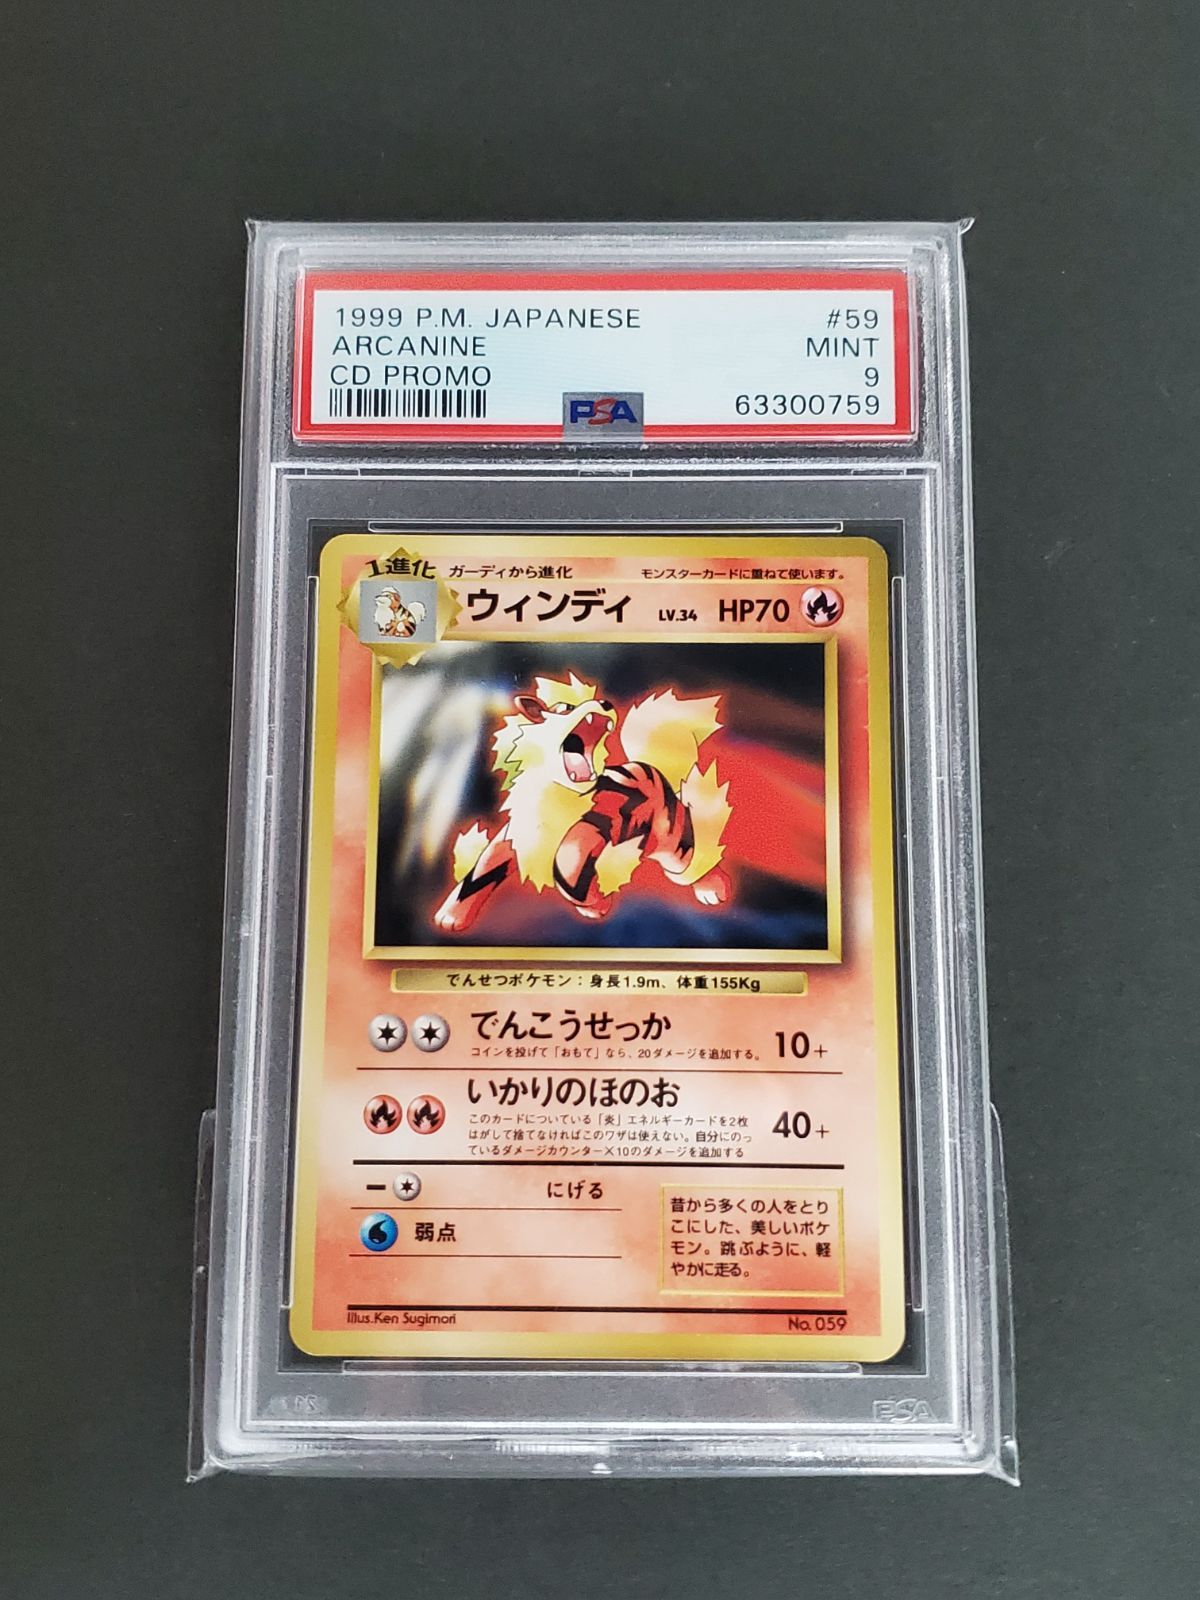 1999 P.M. JAPANESE #59
ARCANINE MINT
CD PROMO 9
PSA 63300759
1進化 ガーディから進化 モンスターカードに重ねて使います。
ウィンディ LV.34 HP70
でんせつポケモン：身長1.9m、体重155Kg
でんこうせっか 10+
コインを投げて「おもて」なら、20ダメージを追加する。
いかりのほのお 40+
このカードについている「炎」エネルギーカードを2枚
はがして捨てなければこのワザは使えない。自分にのっ
ているダメージカウンター×10のダメージを追加する
にげる
弱点
昔から多くの人をとり
こにした、美しいポケ
モン。跳ぶように、軽
やかに走る。
Illus.Ken Sugimori No. 059
PSA